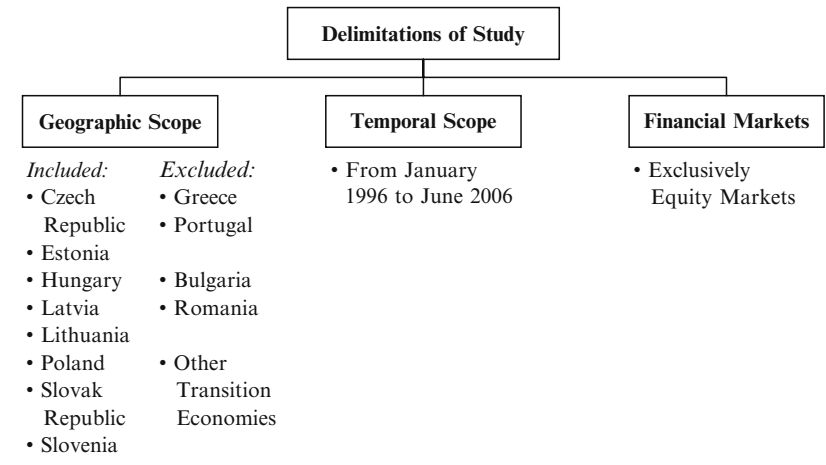 Delimitations of Study
Geographic Scope
Included:
• Czech
Republic
• Estonia
• Hungary
• Latvia
• Lithuania
• Poland
• Slovak
Republic
• Slovenia
Excluded:
• Greece
• Portugal
• Bulgaria
• Romania
• Other
Transition
Economies
Temporal Scope
• From January
1996 to June 2006
Financial Markets
• Exclusively
Equity Markets